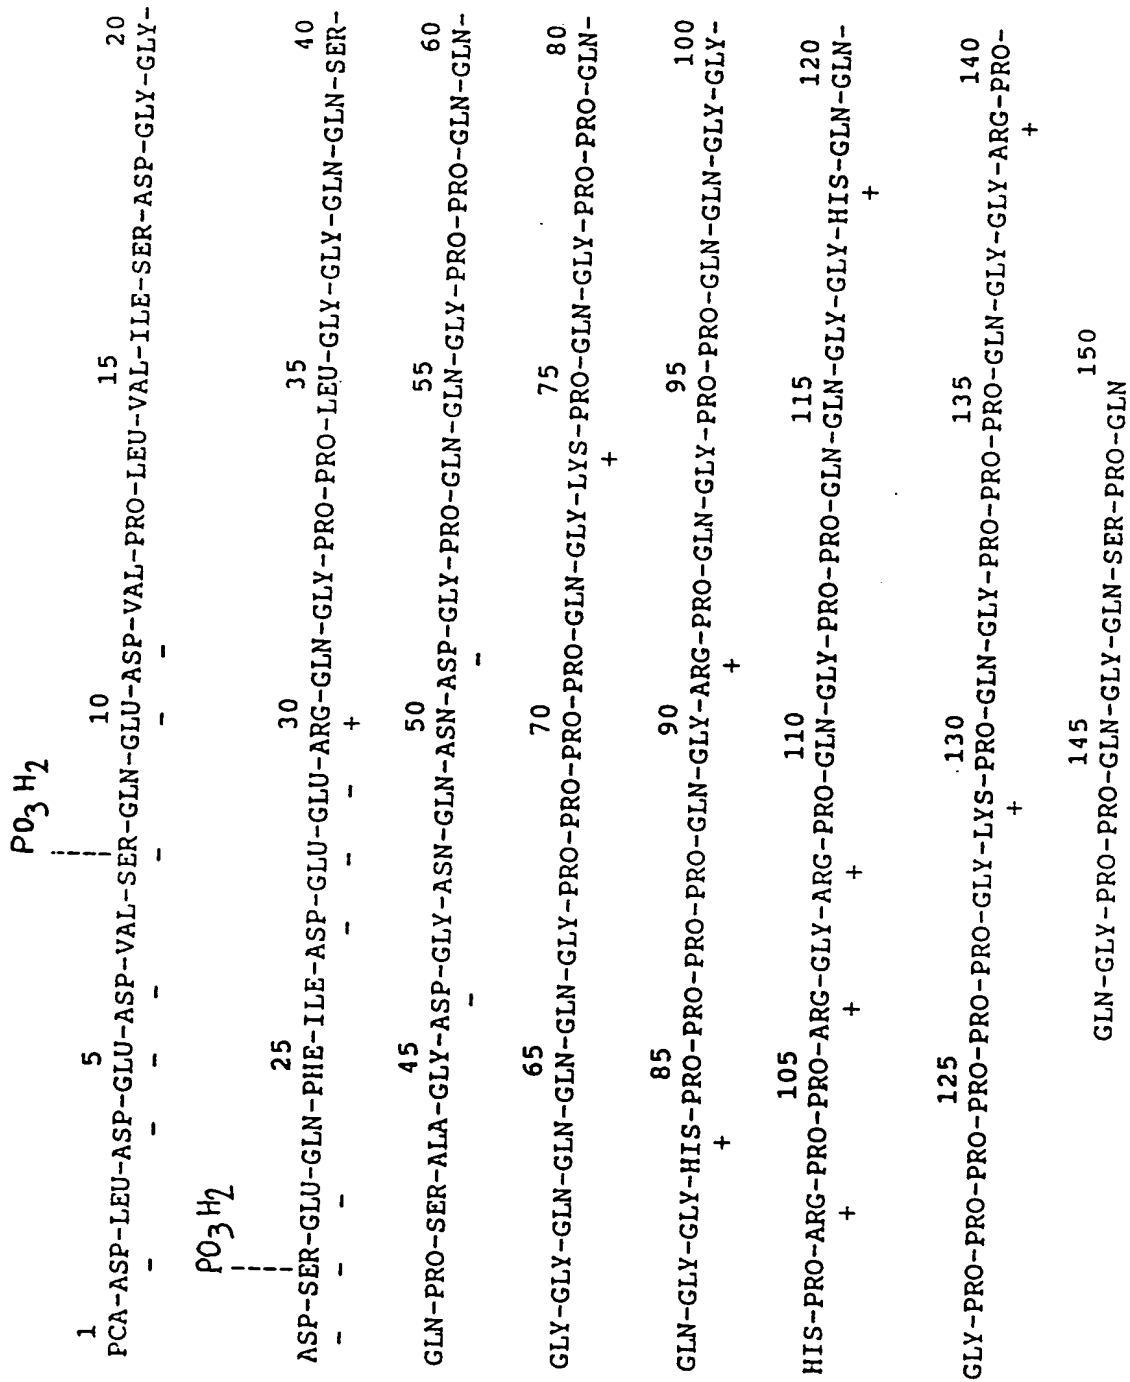 PO3H2
1 5 10 15 20
PCA-ASP-LEU-ASP-GLU-ASP-VAL-SER-GLN-GLU-ASP-VAL-PRO-LEU-VAL-ILE-SER-ASP-GLY-GLY-
- - - - - - -
PO3H2
25 30 35 40
ASP-SER-GLU-GLN-PHE-ILE-ASP-GLU-GLU-ARG-GLN-GLY-PRO-PRO-LEU-GLY-GLY-GLN-GLN-SER-
- - - - - - +
45 50 55 60
GLN-PRO-SER-ALA-GLY-ASP-GLY-ASN-GLN-ASN-ASP-GLY-PRO-GLN-GLN-GLY-PRO-PRO-GLN-GLN-
- -
65 70 75 80
GLY-GLY-GLN-GLN-GLN-GLN-GLY-PRO-PRO-PRO-PRO-GLN-GLY-LYS-PRO-GLN-GLY-PRO-PRO-GLN-
+
85 90 95 100
GLN-GLY-GLY-HIS-PRO-PRO-PRO-PRO-GLN-GLY-ARG-PRO-GLN-GLY-PRO-PRO-GLN-GLN-GLY-GLY-
+ +
105 110 115 120
HIS-PRO-ARG-PRO-PRO-ARG-GLY-ARG-PRO-GLN-GLY-PRO-PRO-GLN-GLN-GLY-GLY-HIS-GLN-GLN-
+ + + +
125 130 135 140
GLY-PRO-PRO-PRO-PRO-PRO-PRO-GLY-LYS-PRO-GLN-GLY-PRO-PRO-PRO-GLN-GLY-GLY-ARG-PRO-
+ +
145 150
GLN-GLY-PRO-PRO-GLN-GLY-GLN-SER-PRO-GLN